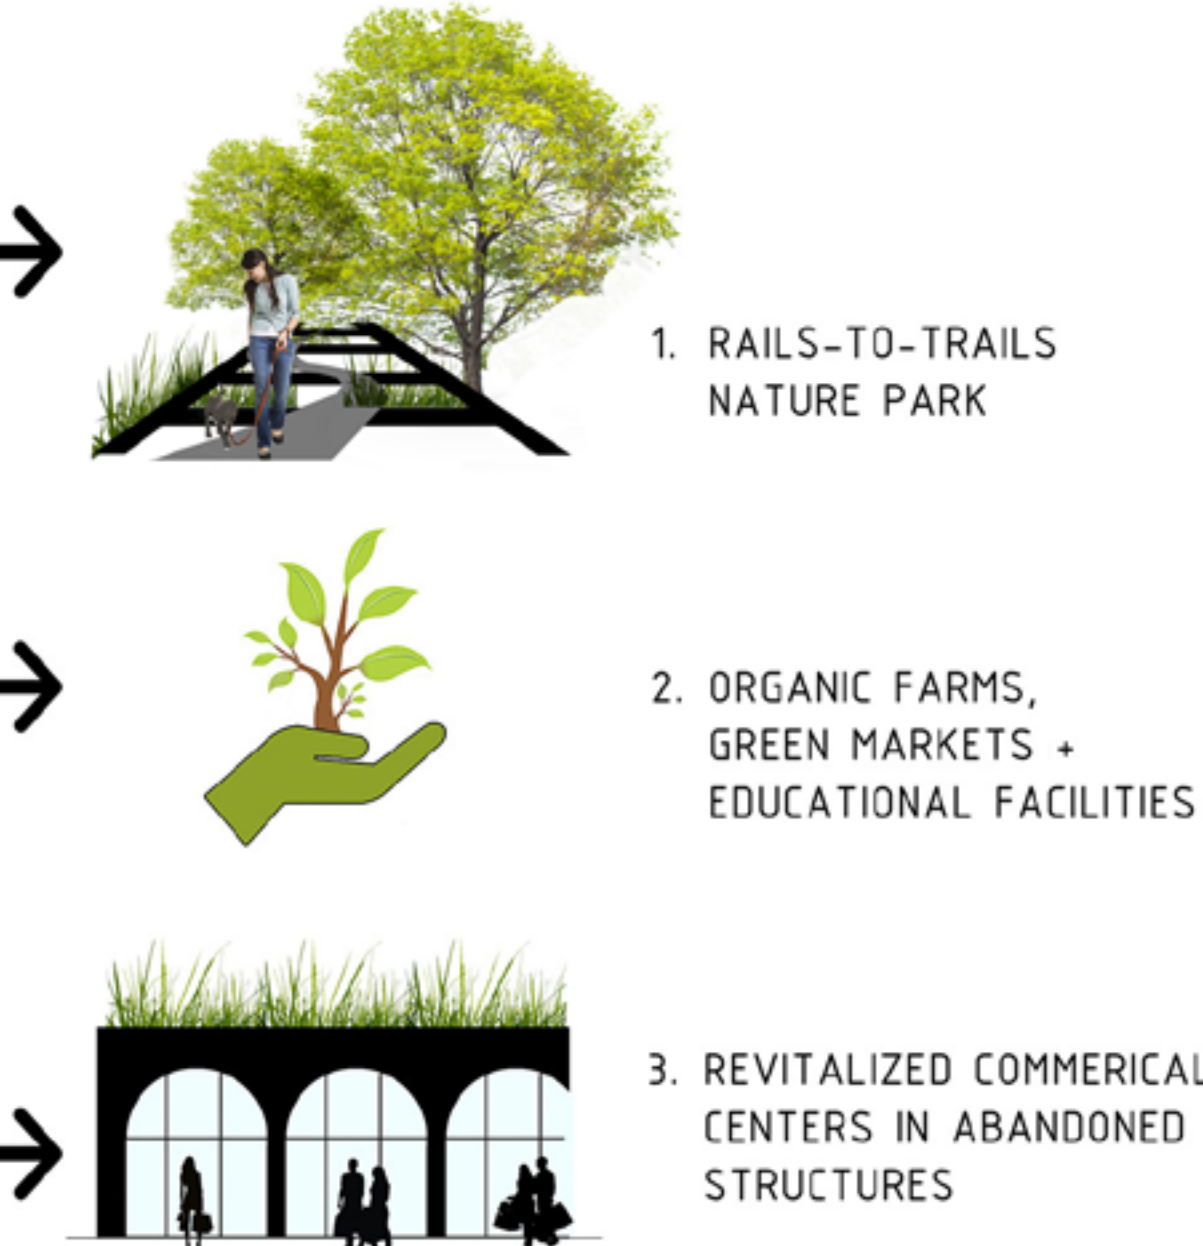 1. RAILS-TO-TRAILS
NATURE PARK
2. ORGANIC FARMS,
GREEN MARKETS +
EDUCATIONAL FACILITIES
3. REVITALIZED COMMERICAL
CENTERS IN ABANDONED
STRUCTURES